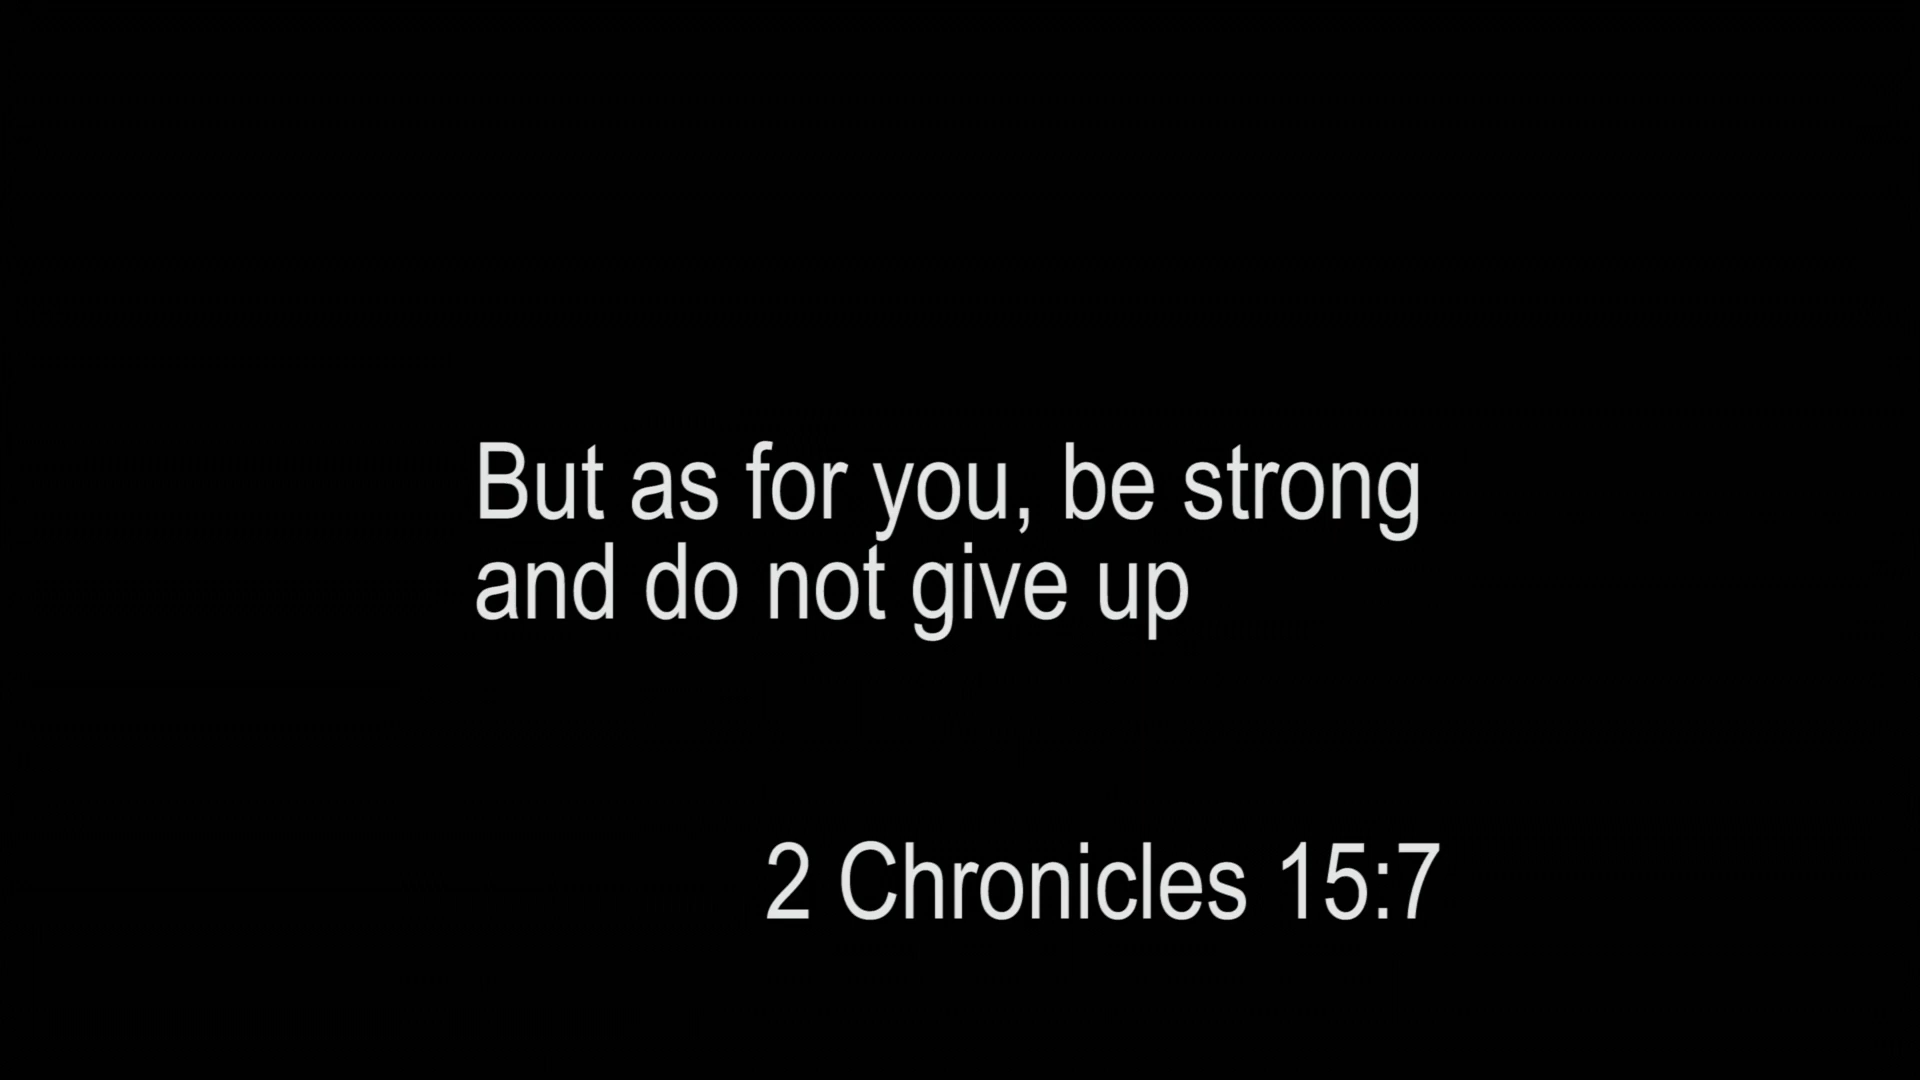 But as for you, be strong
and do not give up
2 Chronicles 15:7